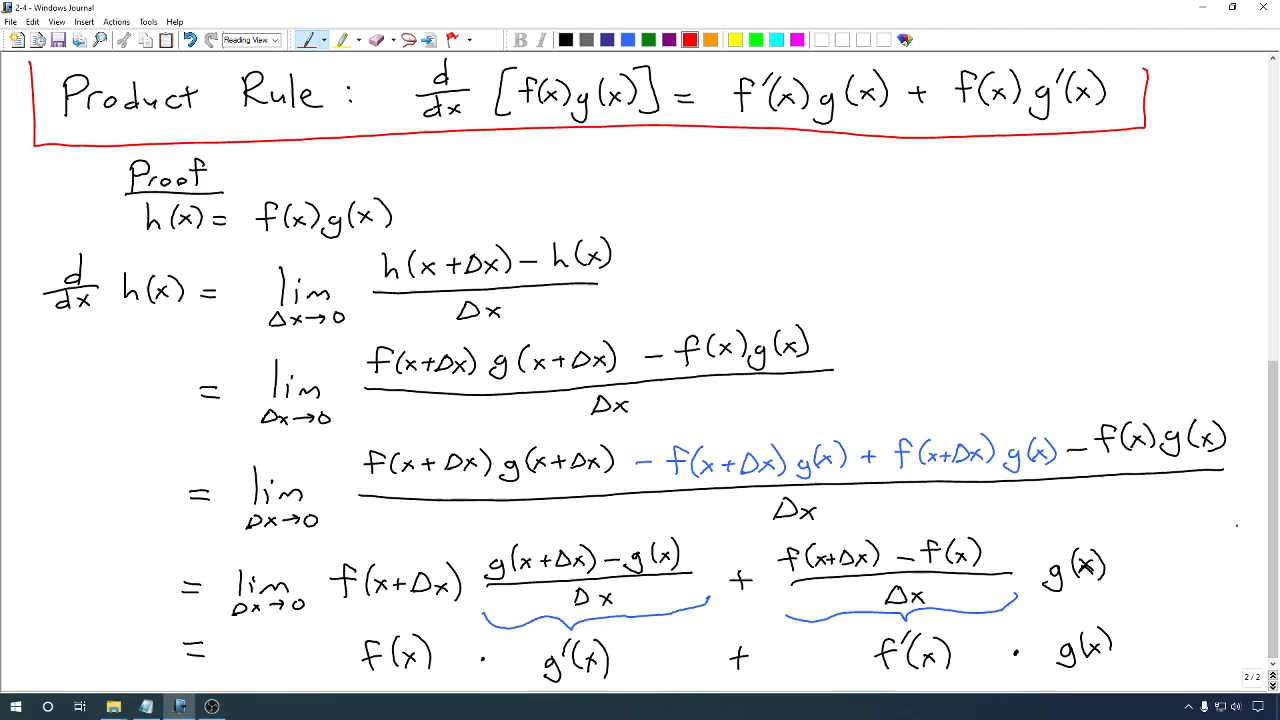 2-4 - Windows Journal
File Edit View Insert Actions Tools Help
Reading View
B I
Product Rule: d/dx [f(x)g(x)] = f'(x)g(x) + f(x)g'(x)
Proof
h(x) = f(x)g(x)
d/dx h(x) = lim Δx→0 (h(x+Δx) - h(x))/Δx
= lim Δx→0 (f(x+Δx) g(x+Δx) - f(x)g(x))/Δx
= lim Δx→0 (f(x+Δx)g(x+Δx) - f(x+Δx)g(x) + f(x+Δx)g(x) - f(x)g(x))/Δx
= lim Δx→0 f(x+Δx) (g(x+Δx) - g(x))/Δx + (f(x+Δx) - f(x))/Δx g(x)
= f(x) · g'(x) + f'(x) · g(x)
2/2